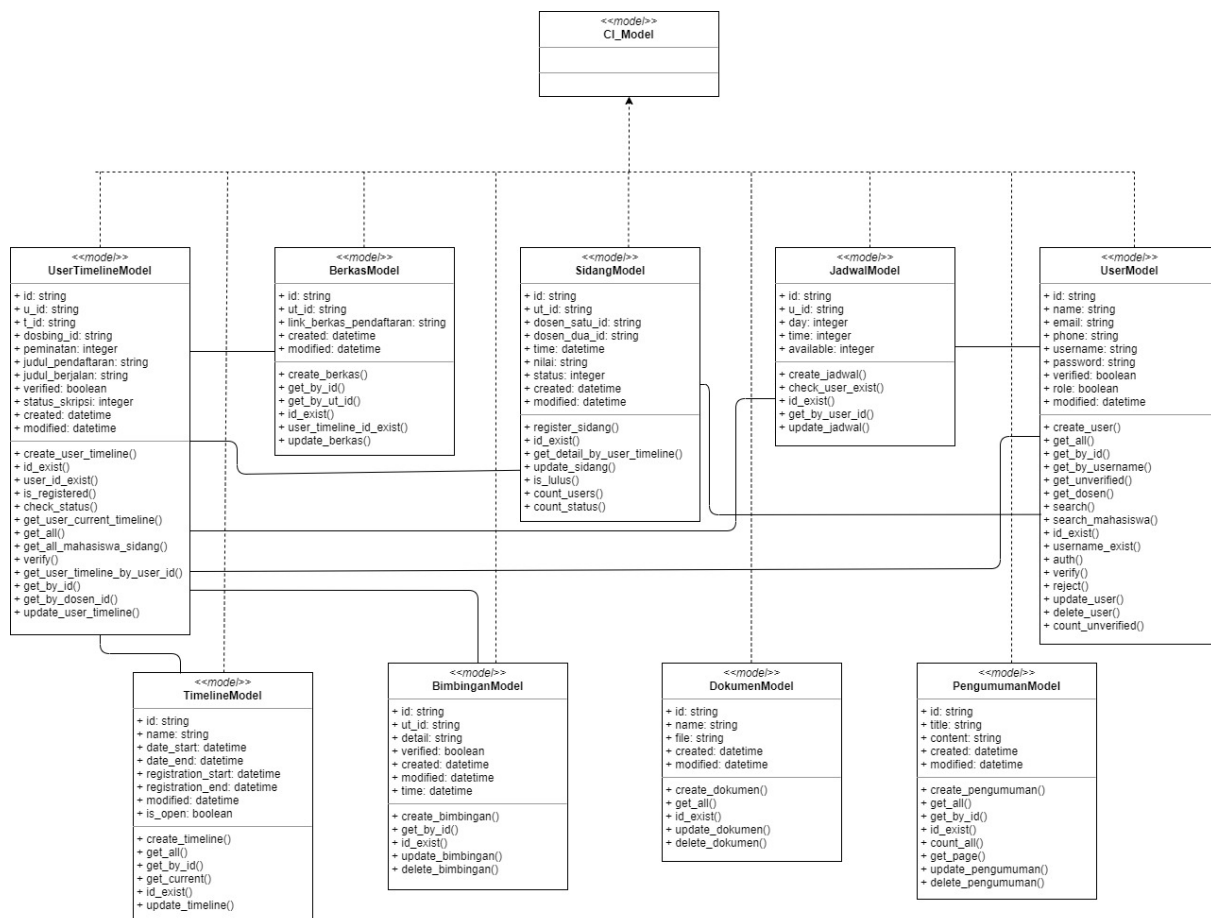 <<model>>
CI_Model
<<model>>
UserTimelineModel
+ id: string
+ u_id: string
+ t_id: string
+ dosbing_id: string
+ peminatan: integer
+ judul_pendaftaran: string
+ judul_berjalan: string
+ verified: boolean
+ status_skripsi: integer
+ created: datetime
+ modified: datetime
+ create_user_timeline()
+ id_exist()
+ user_id_exist()
+ is_registered()
+ check_status()
+ get_user_current_timeline()
+ get_all()
+ get_all_mahasiswa_sidang()
+ verify()
+ get_user_timeline_by_user_id()
+ get_by_id()
+ get_by_dosen_id()
+ update_user_timeline()
<<model>>
BerkasModel
+ id: string
+ ut_id: string
+ link_berkas_pendaftaran: string
+ created: datetime
+ modified: datetime
+ create_berkas()
+ get_by_id()
+ get_by_ut_id()
+ id_exist()
+ user_timeline_id_exist()
+ update_berkas()
<<model>>
SidangModel
+ id: string
+ ut_id: string
+ dosen_satu_id: string
+ dosen_dua_id: string
+ time: datetime
+ nilai: string
+ status: integer
+ created: datetime
+ modified: datetime
+ register_sidang()
+ id_exist()
+ get_detail_by_user_timeline()
+ update_sidang()
+ is_lulus()
+ count_users()
+ count_status()
<<model>>
JadwalModel
+ id: string
+ u_id: string
+ day: integer
+ time: integer
+ available: integer
+ create_jadwal()
+ check_user_exist()
+ id_exist()
+ get_by_user_id()
+ update_jadwal()
<<model>>
UserModel
+ id: string
+ name: string
+ email: string
+ phone: string
+ username: string
+ password: string
+ verified: boolean
+ role: boolean
+ modified: datetime
+ create_user()
+ get_all()
+ get_by_id()
+ get_by_username()
+ get_unverified()
+ get_dosen()
+ search()
+ search_mahasiswa()
+ id_exist()
+ username_exist()
+ auth()
+ verify()
+ reject()
+ update_user()
+ delete_user()
+ count_unverified()
<<model>>
TimelineModel
+ id: string
+ name: string
+ date_start: datetime
+ date_end: datetime
+ registration_start: datetime
+ registration_end: datetime
+ modified: datetime
+ is_open: boolean
+ create_timeline()
+ get_all()
+ get_by_id()
+ get_current()
+ id_exist()
+ update_timeline()
<<model>>
BimbinganModel
+ id: string
+ ut_id: string
+ detail: string
+ verified: boolean
+ created: datetime
+ modified: datetime
+ time: datetime
+ create_bimbingan()
+ get_by_id()
+ id_exist()
+ update_bimbingan()
+ delete_bimbingan()
<<model>>
DokumenModel
+ id: string
+ name: string
+ file: string
+ created: datetime
+ modified: datetime
+ create_dokumen()
+ get_all()
+ id_exist()
+ update_dokumen()
+ delete_dokumen()
<<model>>
PengumumanModel
+ id: string
+ title: string
+ content: string
+ created: datetime
+ modified: datetime
+ create_pengumuman()
+ get_all()
+ get_by_id()
+ id_exist()
+ count_all()
+ get_page()
+ update_pengumuman()
+ delete_pengumuman()